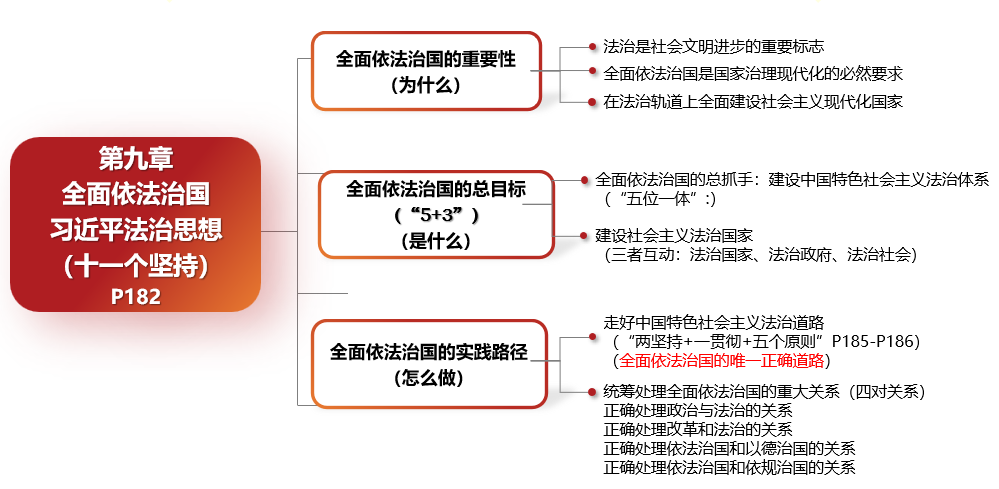 第九章
全面依法治国
习近平法治思想
（十一个坚持）
P182
全面依法治国的重要性
（为什么）
法治是社会文明进步的重要标志
全面依法治国是国家治理现代化的必然要求
在法治轨道上全面建设社会主义现代化国家
全面依法治国的总目标
（“5+3”）
（是什么）
全面依法治国的总抓手：建设中国特色社会主义法治体系
（“五位一体”:）
建设社会主义法治国家
（三者互动：法治国家、法治政府、法治社会）
全面依法治国的实践路径
（怎么做）
走好中国特色社会主义法治道路
（“两坚持+一贯彻+五个原则”P185-P186）
（全面依法治国的唯一正确道路）
统筹处理全面依法治国的重大关系（四对关系）
正确处理政治与法治的关系
正确处理改革和法治的关系
正确处理依法治国和以德治国的关系
正确处理依法治国和依规治国的关系